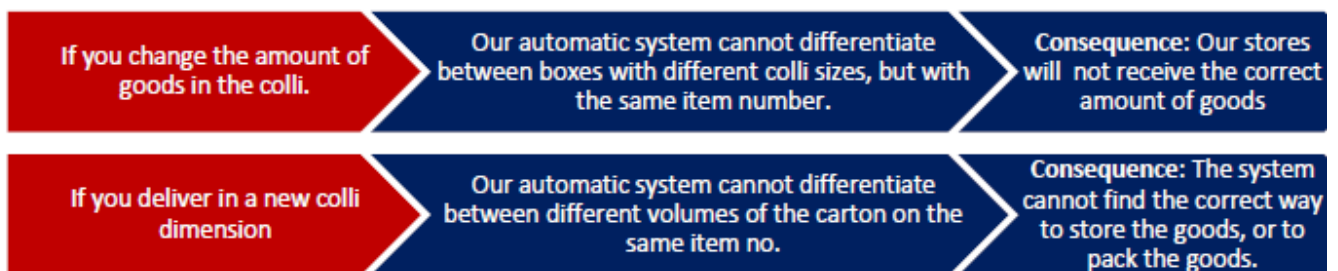 If you change the amount of
goods in the colli.
Our automatic system cannot differentiate
between boxes with different colli sizes, but with
the same item number.
Consequence: Our stores
will not receive the correct
amount of goods
If you deliver in a new colli
dimension
Our automatic system cannot differentiate
between different volumes of the carton on the
same item no.
Consequence: The system
cannot find the correct way
to store the goods, or to
pack the goods.